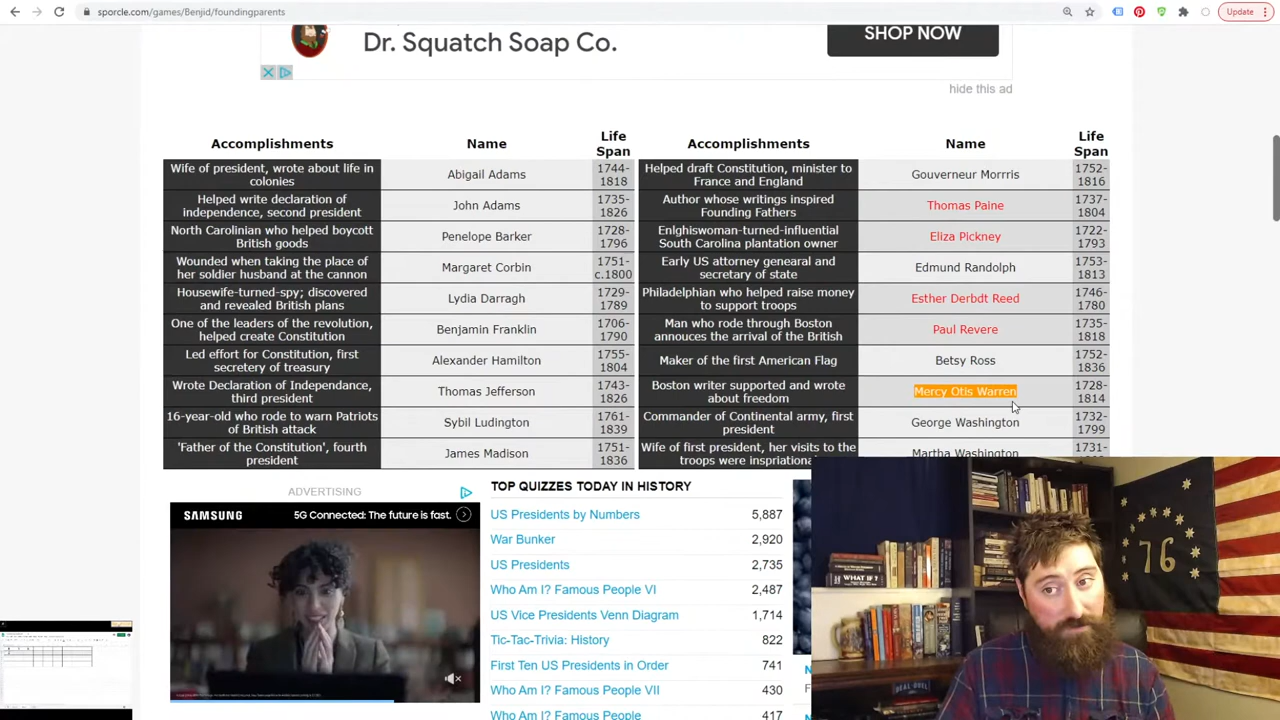 sporcle.com/games/Benjid/foundingparents
Update
Dr. Squatch Soap Co.
SHOP NOW
hide this ad
Accomplishments
Name
Life
Span
Accomplishments
Name
Life
Span
Wife of president, wrote about life in
colonies
Abigail Adams
1744-
1818
Helped draft Constitution, minister to
France and England
Gouverneur Morrris
1752-
1816
Helped write declaration of
independence, second president
John Adams
1735-
1826
Author whose writings inspired
Founding Fathers
Thomas Paine
1737-
1804
North Carolinian who helped boycott
British goods
Penelope Barker
1728-
1796
Enlghiswoman-turned-influential
South Carolina plantation owner
Eliza Pickney
1722-
1793
Wounded when taking the place of
her soldier husband at the cannon
Margaret Corbin
1751-
c.1800
Early US attorney genearal and
secretary of state
Edmund Randolph
1753-
1813
Housewife-turned-spy; discovered
and revealed British plans
Lydia Darragh
1729-
1789
Philadelphian who helped raise money
to support troops
Esther Derbdt Reed
1746-
1780
One of the leaders of the revolution,
helped create Constitution
Benjamin Franklin
1706-
1790
Man who rode through Boston
annouces the arrival of the British
Paul Revere
1735-
1818
Led effort for Constitution, first
secretery of treasury
Alexander Hamilton
1755-
1804
Maker of the first American Flag
Betsy Ross
1752-
1836
Wrote Declaration of Independance,
third president
Thomas Jefferson
1743-
1826
Boston writer supported and wrote
about freedom
Mercy Otis Warren
1728-
1814
16-year-old who rode to warn Patriots
of British attack
Sybil Ludington
1761-
1839
Commander of Continental army, first
president
George Washington
1732-
1799
'Father of the Constitution', fourth
president
James Madison
1751-
1836
Wife of first president, her visits to the
troops were inspriational
Martha Washington
1731-
ADVERTISING
SAMSUNG
5G Connected: The future is fast.
TOP QUIZZES TODAY IN HISTORY
US Presidents by Numbers 5,887
War Bunker 2,920
US Presidents 2,735
Who Am I? Famous People VI 2,487
US Vice Presidents Venn Diagram 1,714
Tic-Tac-Trivia: History 822
First Ten US Presidents in Order 741
Who Am I? Famous People VII 430
Who Am I? Famous People 417
WHAT IF?
76